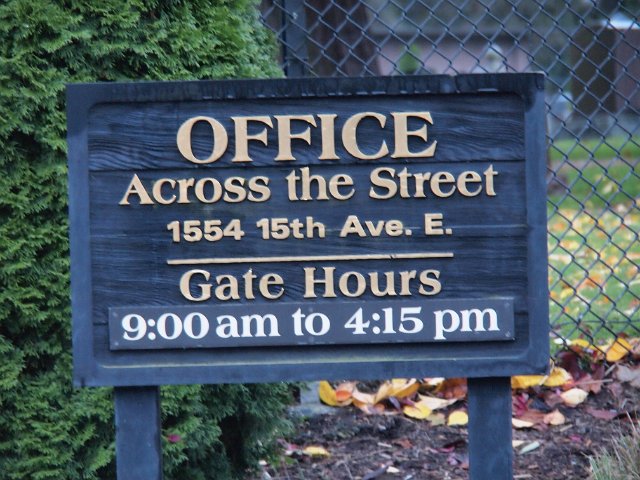 OFFICE
Across the Street
1554 15th Ave. E.
Gate Hours
9:00 am to 4:15 pm